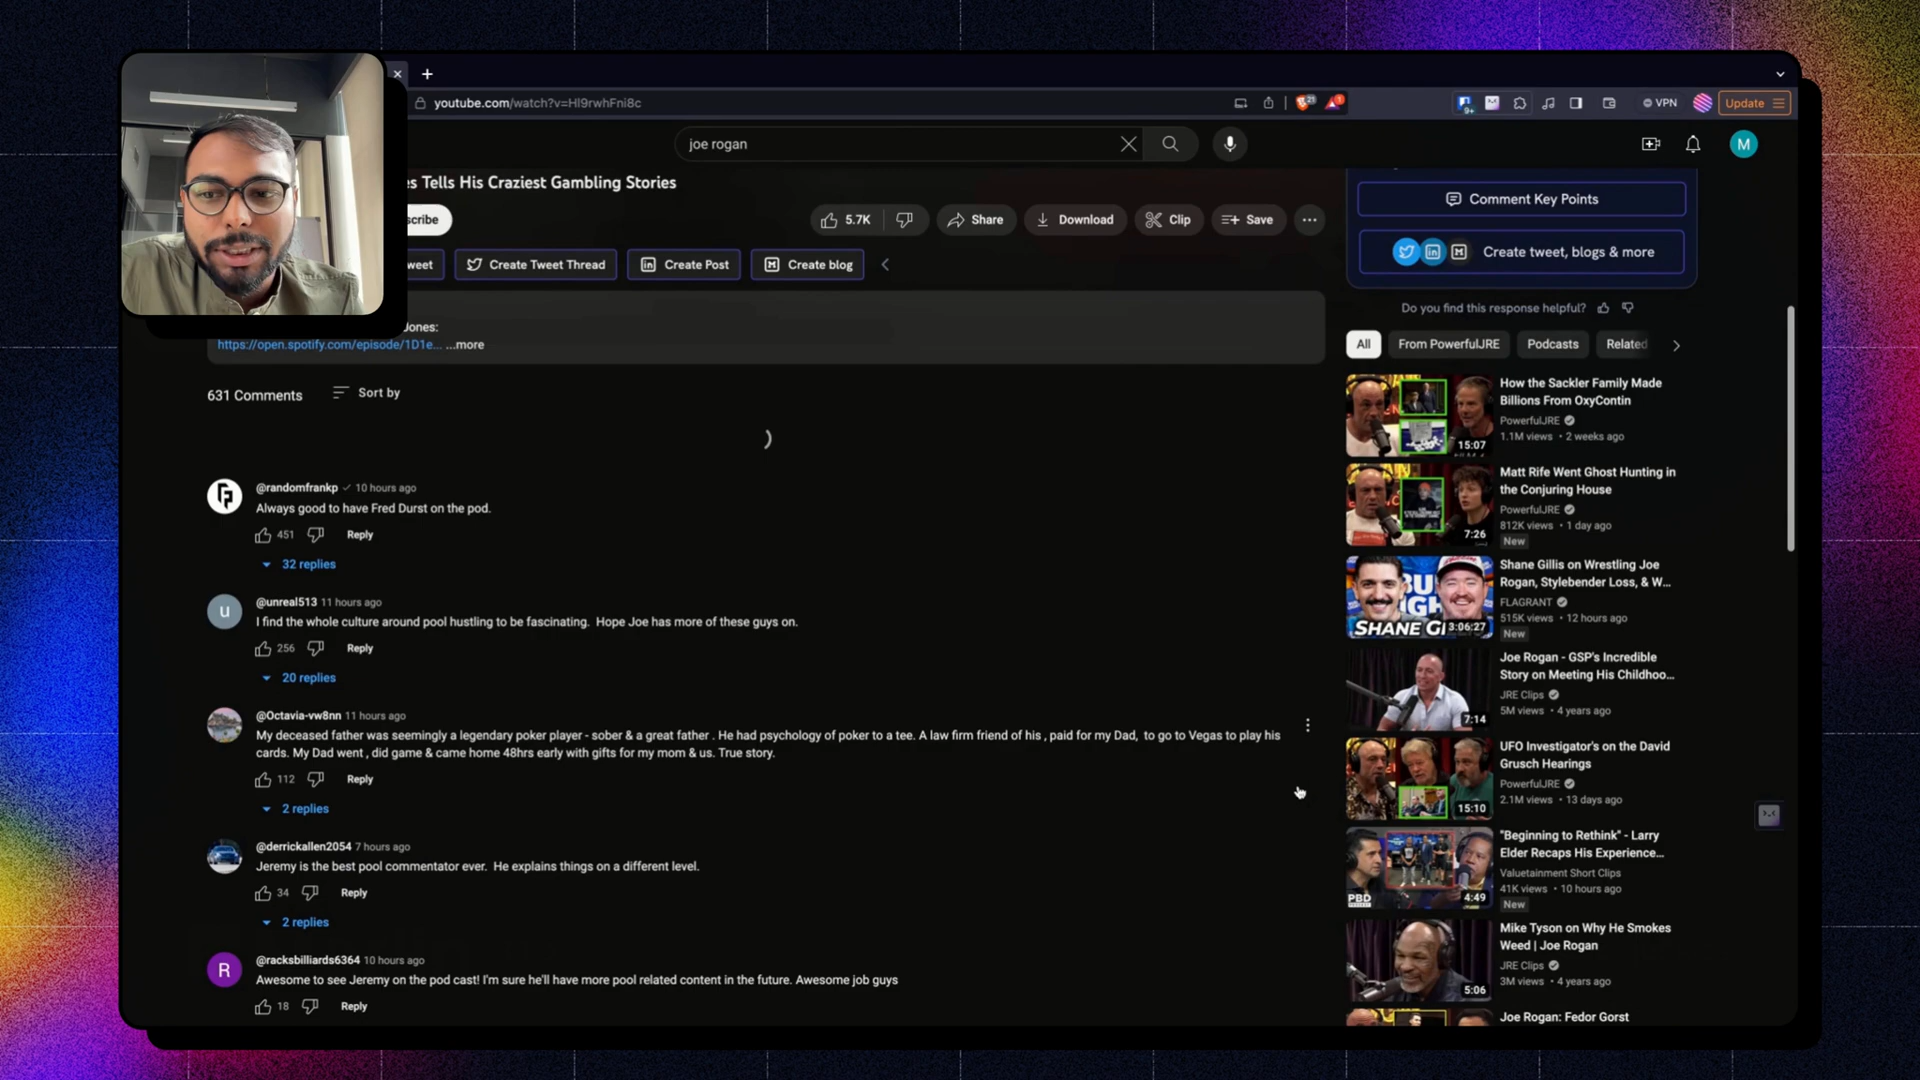 youtube.com/watch?v=HI9rwhFni8c
VPN
Update
joe rogan
M
es Tells His Craziest Gambling Stories
scribe
5.7K
Share
Download
Clip
Save
weet
Create Tweet Thread
Create Post
Create blog
Jones:
https://open.spotify.com/episode/1D1e... ...more
631 Comments
Sort by
@randomfrankp 10 hours ago
Always good to have Fred Durst on the pod.
451
Reply
32 replies
u
@unreal513 11 hours ago
I find the whole culture around pool hustling to be fascinating. Hope Joe has more of these guys on.
256
Reply
20 replies
@Octavia-vw8nn 11 hours ago
My deceased father was seemingly a legendary poker player - sober & a great father . He had psychology of poker to a tee. A law firm friend of his , paid for my Dad, to go to Vegas to play his
cards. My Dad went , did game & came home 48hrs early with gifts for my mom & us. True story.
112
Reply
2 replies
@derrickallen2054 7 hours ago
Jeremy is the best pool commentator ever. He explains things on a different level.
34
Reply
2 replies
R
@racksbilliards6364 10 hours ago
Awesome to see Jeremy on the pod cast! I'm sure he'll have more pool related content in the future. Awesome job guys
18
Reply
Comment Key Points
Create tweet, blogs & more
Do you find this response helpful?
All
From PowerfulJRE
Podcasts
Related
15:07
How the Sackler Family Made
Billions From OxyContin
PowerfulJRE
1.1M views • 2 weeks ago
7:26
Matt Rife Went Ghost Hunting in
the Conjuring House
PowerfulJRE
812K views • 1 day ago
New
SHANE GI
3:06:27
Shane Gillis on Wrestling Joe
Rogan, Stylebender Loss, & W...
FLAGRANT
515K views • 12 hours ago
New
7:14
Joe Rogan - GSP's Incredible
Story on Meeting His Childhoo...
JRE Clips
5M views • 4 years ago
15:10
UFO Investigator's on the David
Grusch Hearings
PowerfulJRE
2.1M views • 13 days ago
PBD
4:49
"Beginning to Rethink" - Larry
Elder Recaps His Experience...
Valuetainment Short Clips
41K views • 10 hours ago
New
5:06
Mike Tyson on Why He Smokes
Weed | Joe Rogan
JRE Clips
3M views • 4 years ago
Joe Rogan: Fedor Gorst